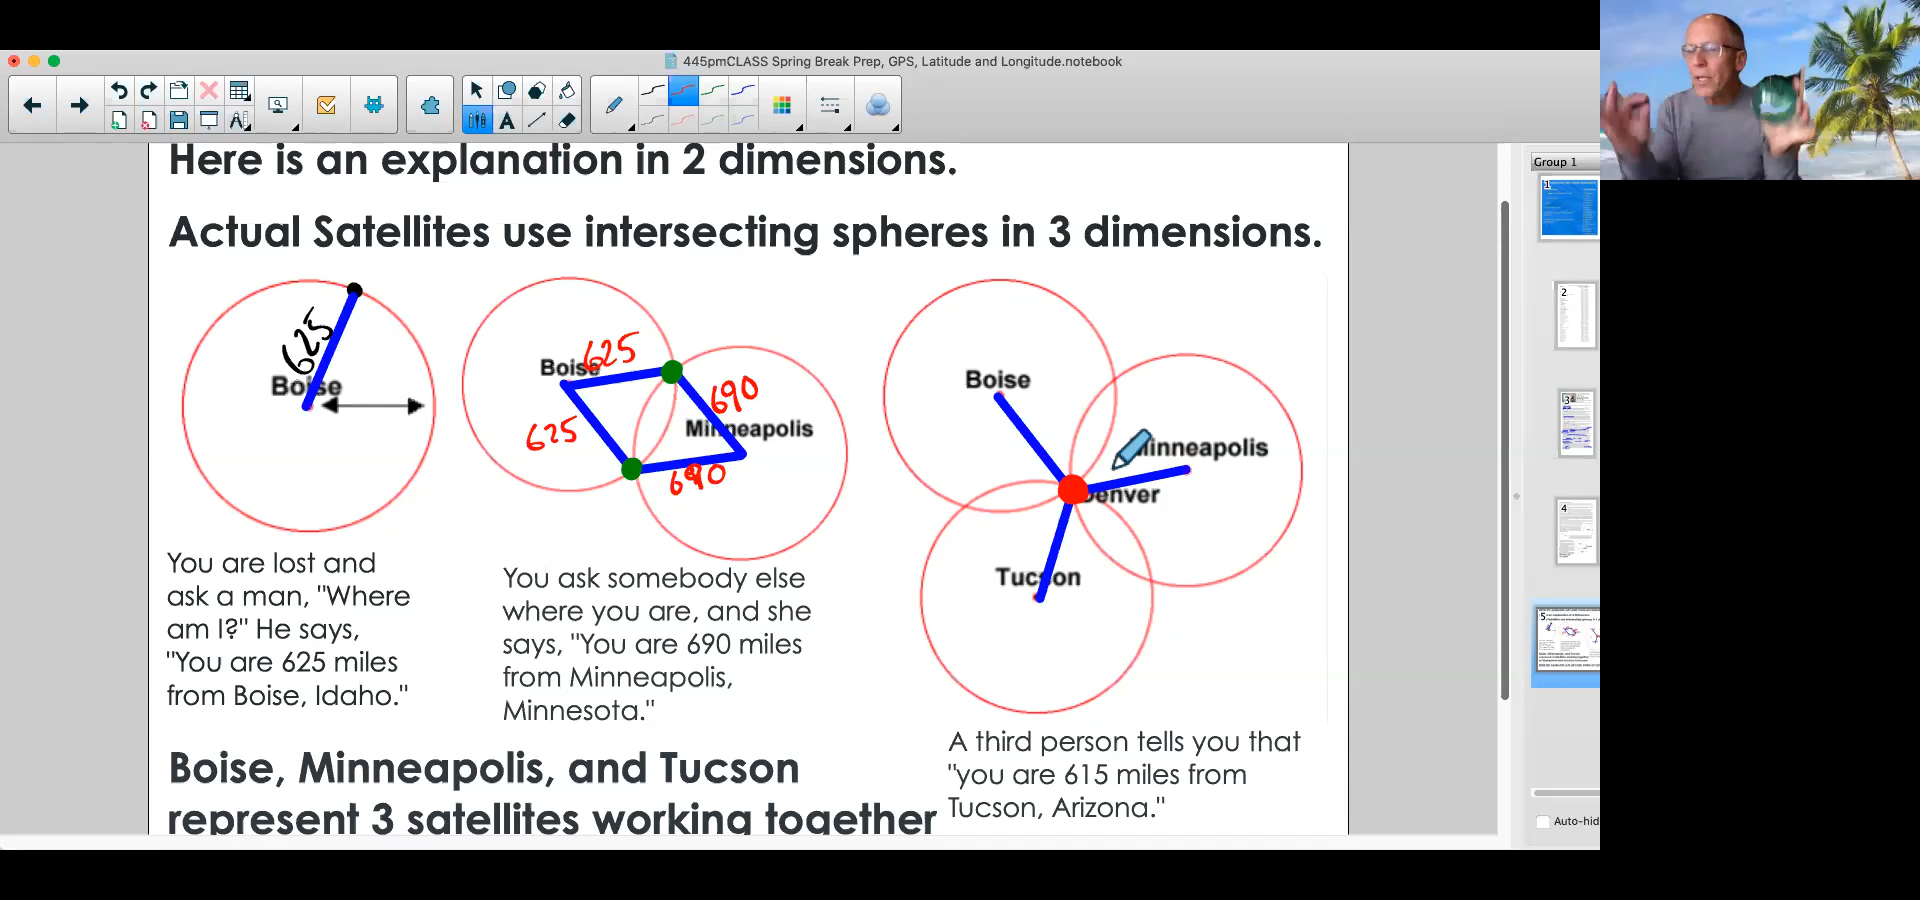 445pmCLASS Spring Break Prep, GPS, Latitude and Longitude.notebook
Group 1
Here is an explanation in 2 dimensions.
Actual Satellites use intersecting spheres in 3 dimensions.
625
Boise
Boise
625
690
625
Minneapolis
690
Boise
Minneapolis
Denver
Tucson
You are lost and
ask a man, "Where
am I?" He says,
"You are 625 miles
from Boise, Idaho."
You ask somebody else
where you are, and she
says, "You are 690 miles
from Minneapolis,
Minnesota."
A third person tells you that
"you are 615 miles from
Tucson, Arizona."
Boise, Minneapolis, and Tucson
represent 3 satellites working together
1
2
3
4
5
Auto-hid